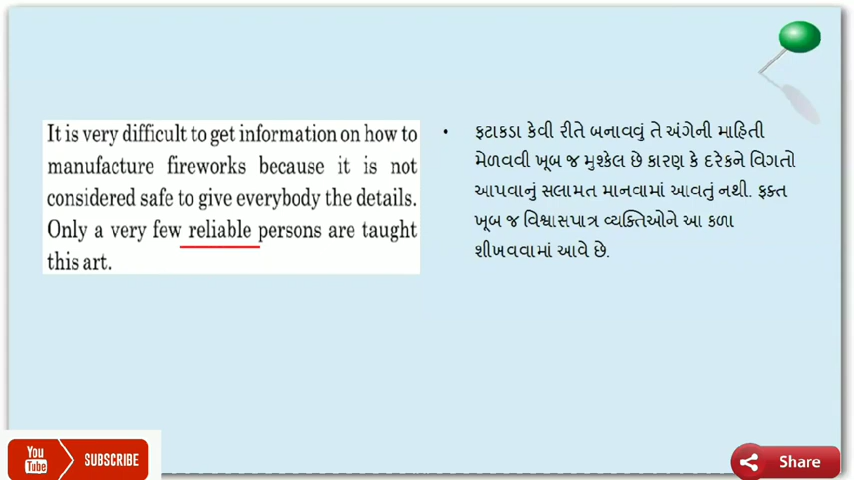 It is very difficult to get information on how to
manufacture fireworks because it is not
considered safe to give everybody the details.
Only a very few reliable persons are taught
this art.
• ફટાકડા કેવી રીતે બનાવવું તે અંગેની માહિતી
મેળવવી ખૂબ જ મુશ્કેલ છે કારણ કે દરેકને વિગતો
આપવાનું સલામત માનવામાં આવતું નથી. ફક્ત
ખૂબ જ વિશ્વાસપાત્ર વ્યક્તિઓને આ કળા
શીખવવામાં આવે છે.
You
Tube
SUBSCRIBE
Share